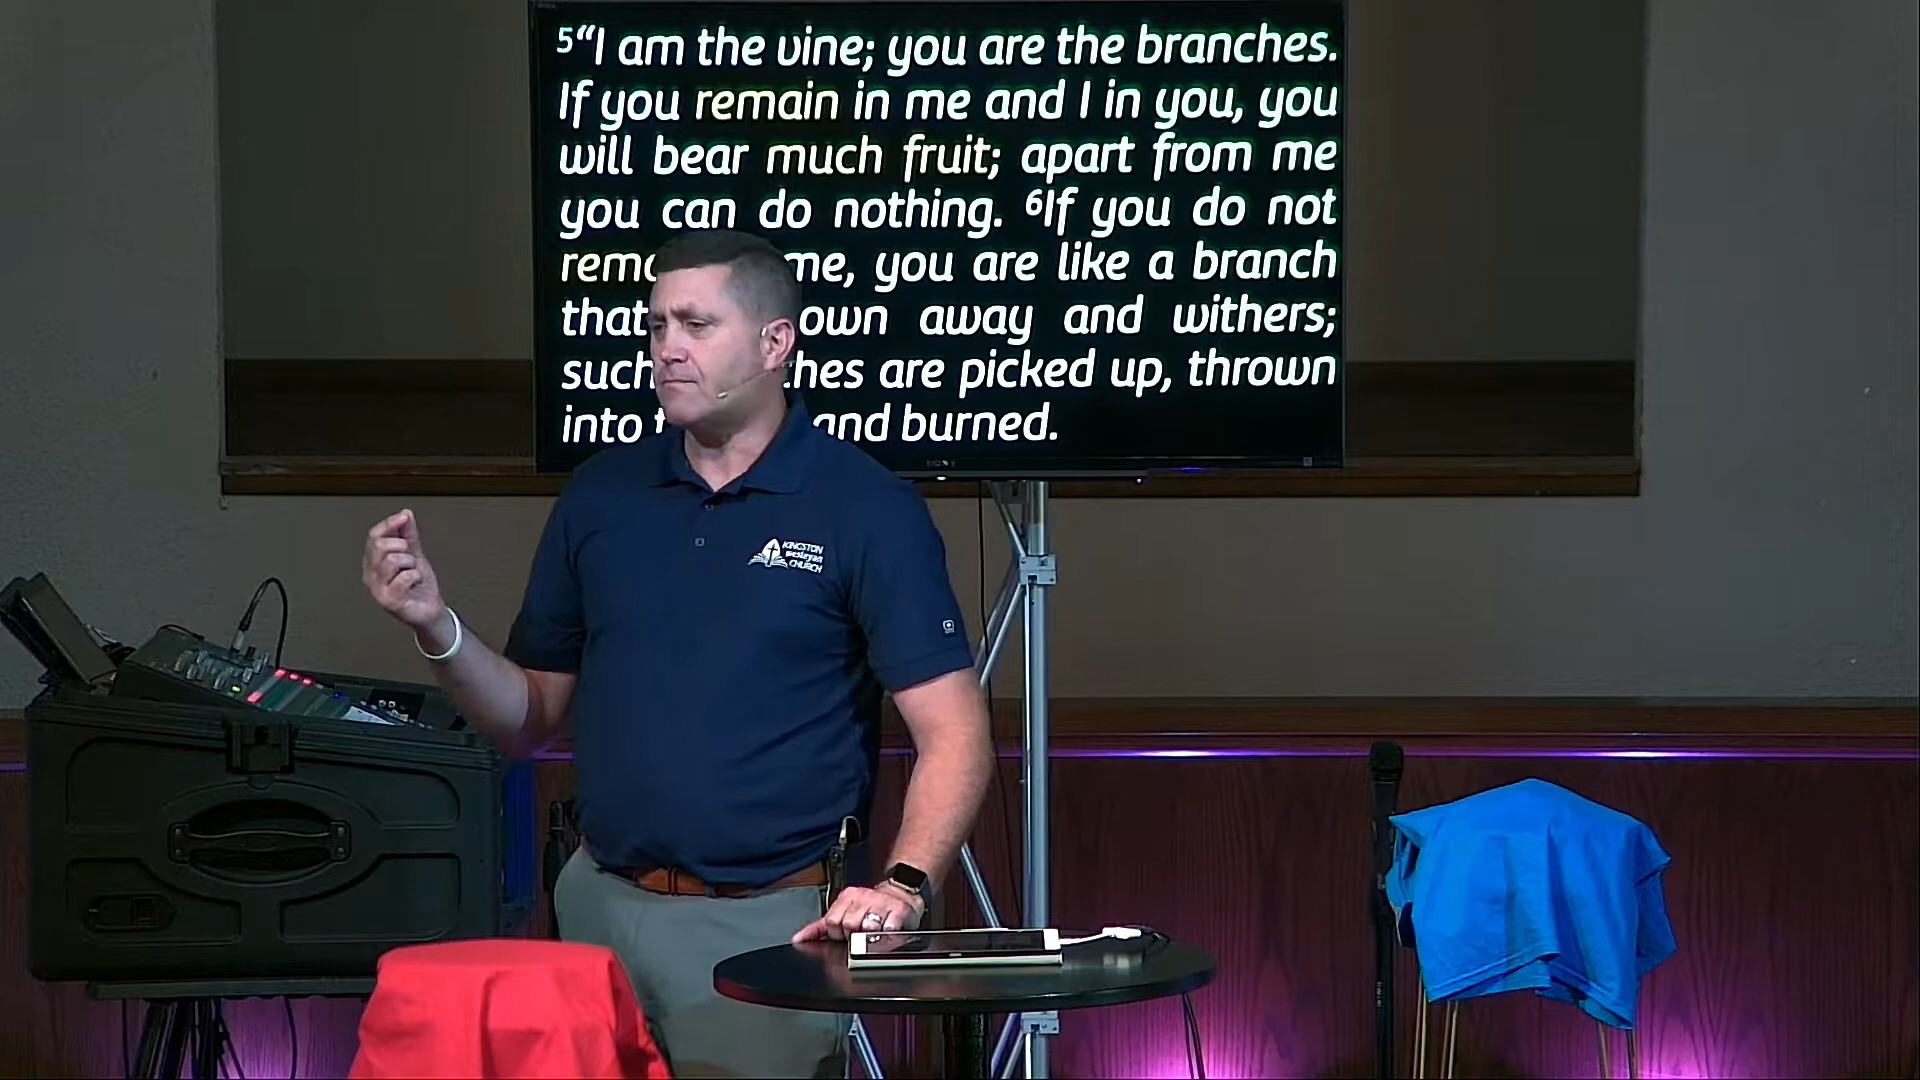 5“I am the vine; you are the branches.
If you remain in me and I in you, you
will bear much fruit; apart from me
you can do nothing. 6If you do not
me, you are like a branch
that away and withers;
such are picked up, thrown
into and burned.
KINGSTON
Wesleyan
CHURCH